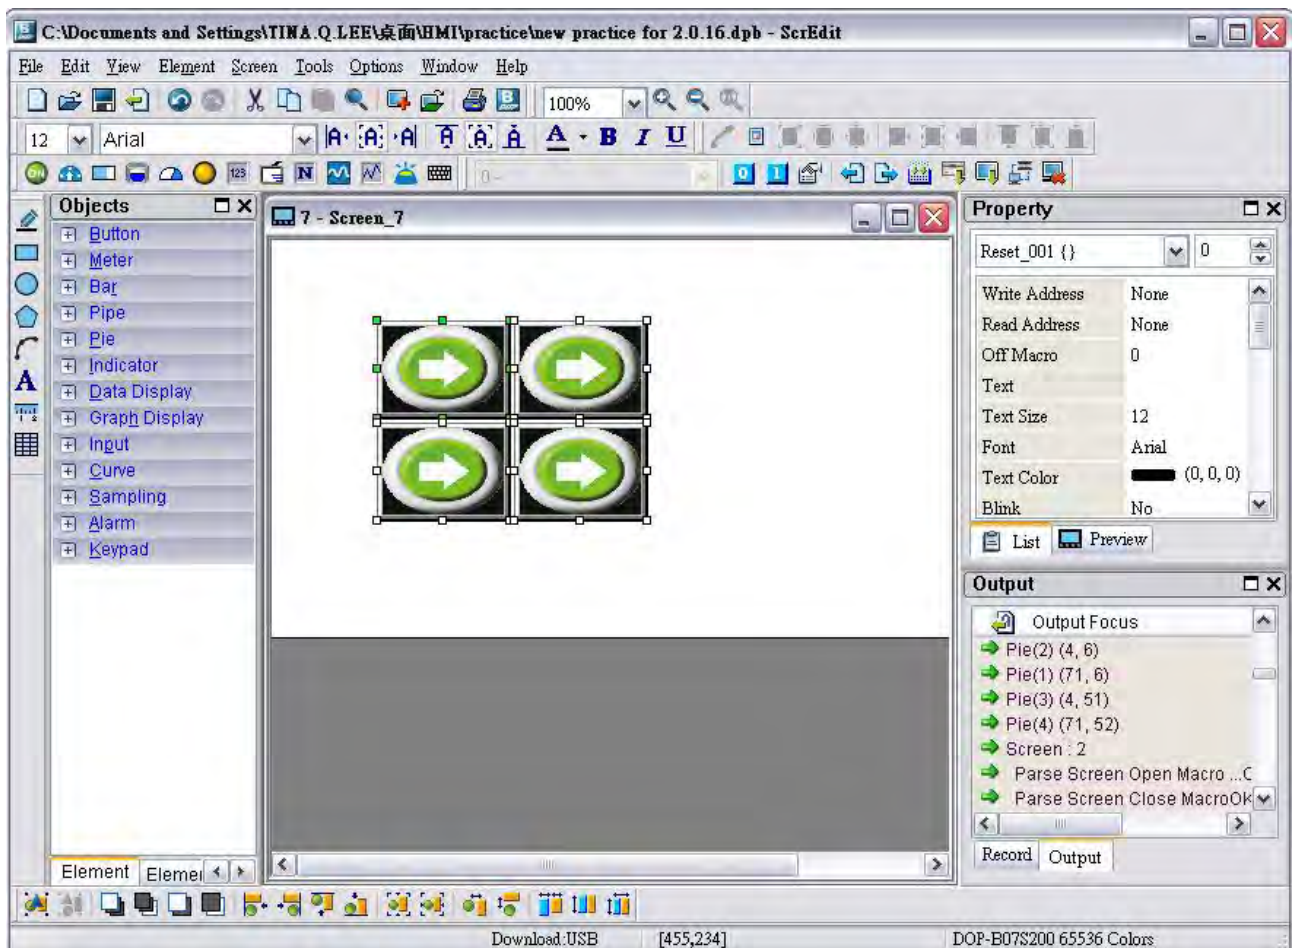 C:\Documents and Settings\TINA.Q.LEE\桌面\HMI\practice\new practice for 2.0.16.dpb - ScrEdit
File Edit View Element Screen Tools Options Window Help
100%
12 Arial
0 -
Objects
Button
Meter
Bar
Pipe
Pie
Indicator
Data Display
Graph Display
Input
Curve
Sampling
Alarm
Keypad
Element Elemei
7 - Screen_7
Property
Reset_001 {} 0
Write Address None
Read Address None
Off Macro 0
Text
Text Size 12
Font Arial
Text Color (0, 0, 0)
Blink No
List Preview
Output
Output Focus
Pie(2) (4, 6)
Pie(1) (71, 6)
Pie(3) (4, 51)
Pie(4) (71, 52)
Screen : 2
Parse Screen Open Macro ...C
Parse Screen Close MacroOk
Record Output
Download:USB [455,234] DOP-B07S200 65536 Colors